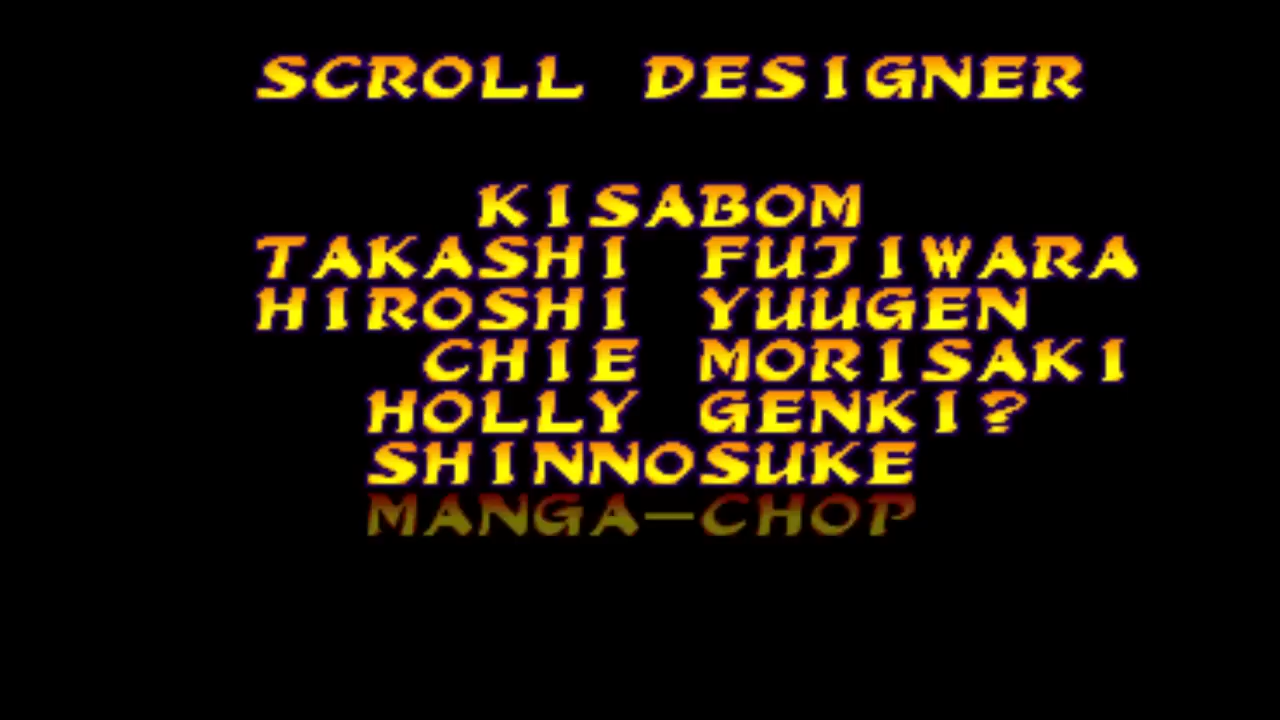 SCROLL DESIGNER
KISABOM
TAKASHI FUJIWARA
HIROSHI YUUGEN
CHIE MORISAKI
HOLLY GENKI?
SHINNOSUKE
MANGA-CHOP